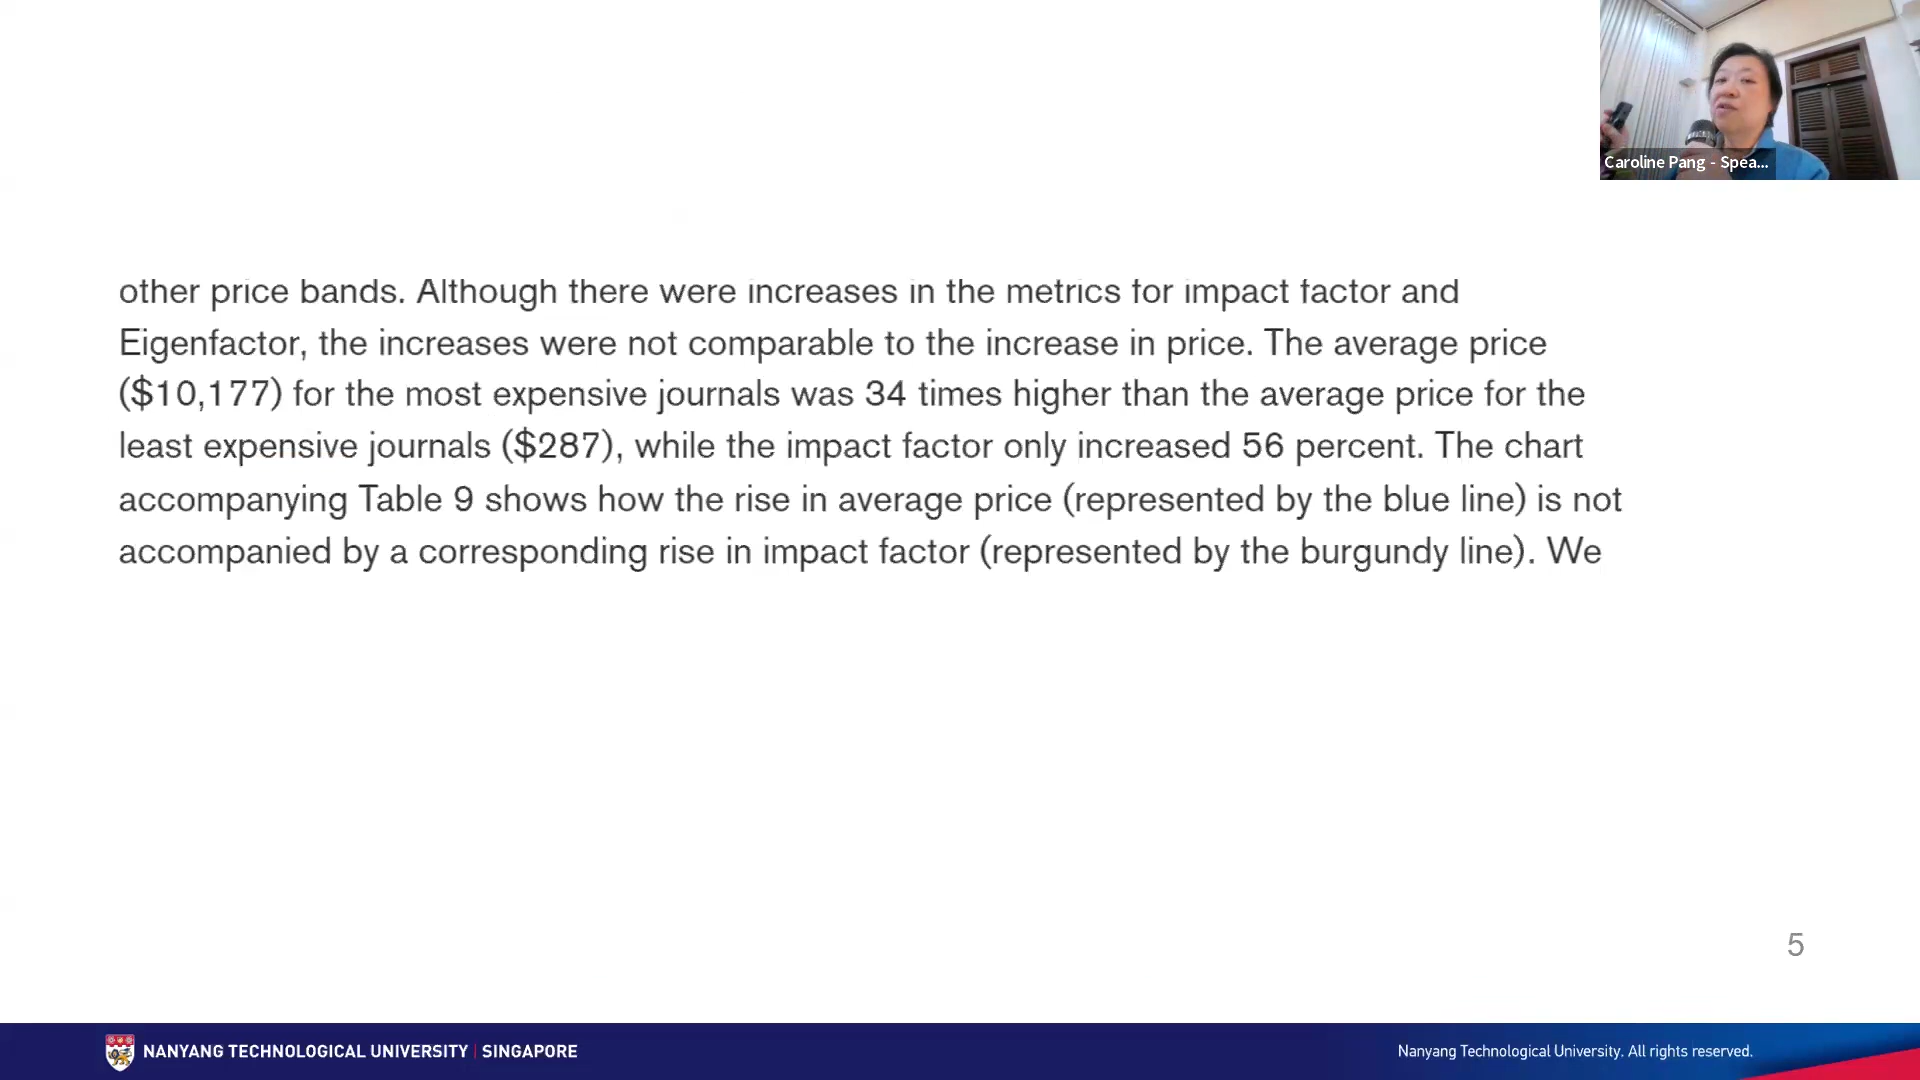 Caroline Pang - Spea...
other price bands. Although there were increases in the metrics for impact factor and
Eigenfactor, the increases were not comparable to the increase in price. The average price
($10,177) for the most expensive journals was 34 times higher than the average price for the
least expensive journals ($287), while the impact factor only increased 56 percent. The chart
accompanying Table 9 shows how the rise in average price (represented by the blue line) is not
accompanied by a corresponding rise in impact factor (represented by the burgundy line). We
5
NANYANG TECHNOLOGICAL UNIVERSITY | SINGAPORE
Nanyang Technological University. All rights reserved.